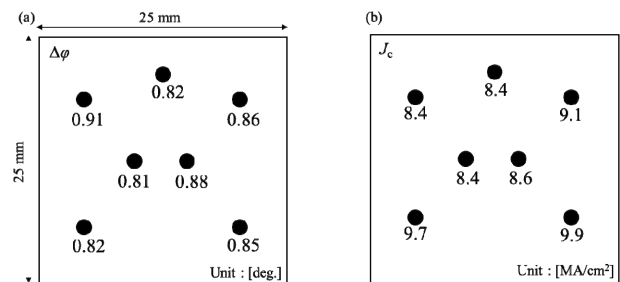 (a)
25 mm
25 mm
Δφ
0.82
0.91
0.86
0.81
0.88
0.82
0.85
Unit : [deg.]
(b)
Jc
8.4
8.4
9.1
8.4
8.6
9.7
9.9
Unit : [MA/cm²]